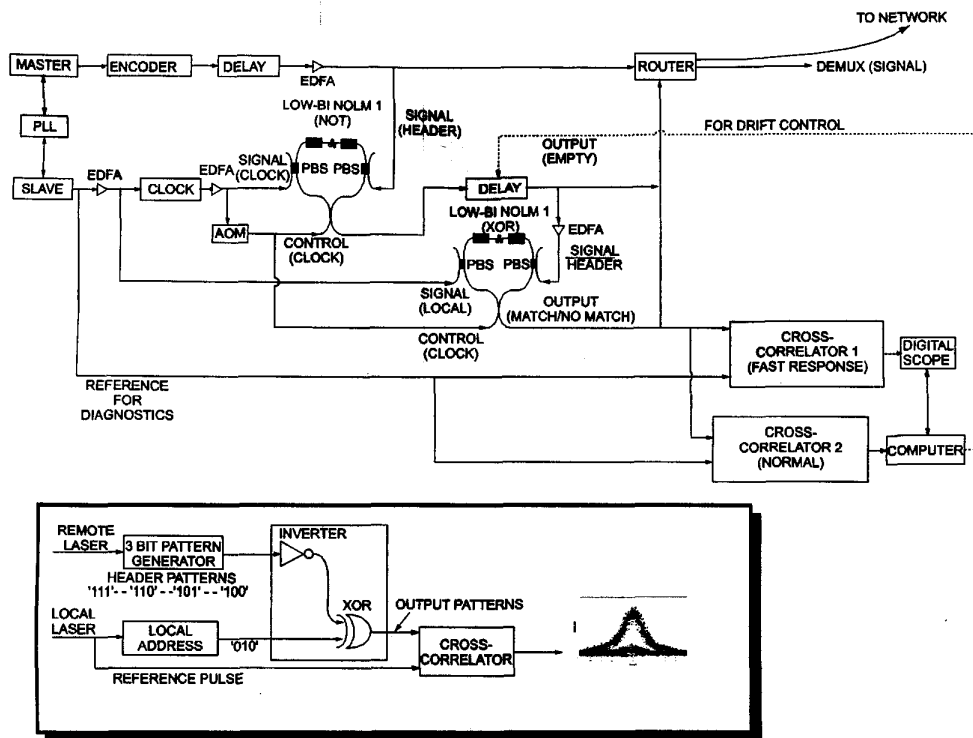 TO NETWORK
MASTER
ENCODER
DELAY
EDFA
ROUTER
DEMUX (SIGNAL)
LOW-BI NOLM 1
(NOT)
SIGNAL
(HEADER)
PLL
FOR DRIFT CONTROL
OUTPUT
(EMPTY)
SLAVE
EDFA
CLOCK
EDFA
SIGNAL
(CLOCK)
PBS
PBS
DELAY
AOM
CONTROL
(CLOCK)
LOW-BI NOLM 1
(XOR)
EDFA
PBS
PBS
SIGNAL
HEADER
SIGNAL
(LOCAL)
OUTPUT
(MATCH/NO MATCH)
CONTROL
(CLOCK)
CROSS-
CORRELATOR 1
(FAST RESPONSE)
DIGITAL
SCOPE
REFERENCE
FOR
DIAGNOSTICS
CROSS-
CORRELATOR 2
(NORMAL)
COMPUTER
REMOTE
LASER
3 BIT PATTERN
GENERATOR
INVERTER
HEADER PATTERNS
'111'--'110'--'101'--'100'
XOR
OUTPUT PATTERNS
LOCAL
LASER
LOCAL
ADDRESS
'010'
CROSS-
CORRELATOR
I
REFERENCE PULSE